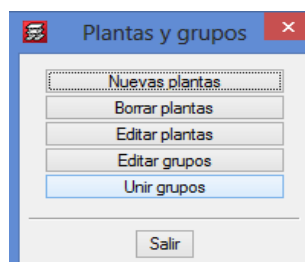 Plantas y grupos
Nuevas plantas
Borrar plantas
Editar plantas
Editar grupos
Unir grupos
Salir